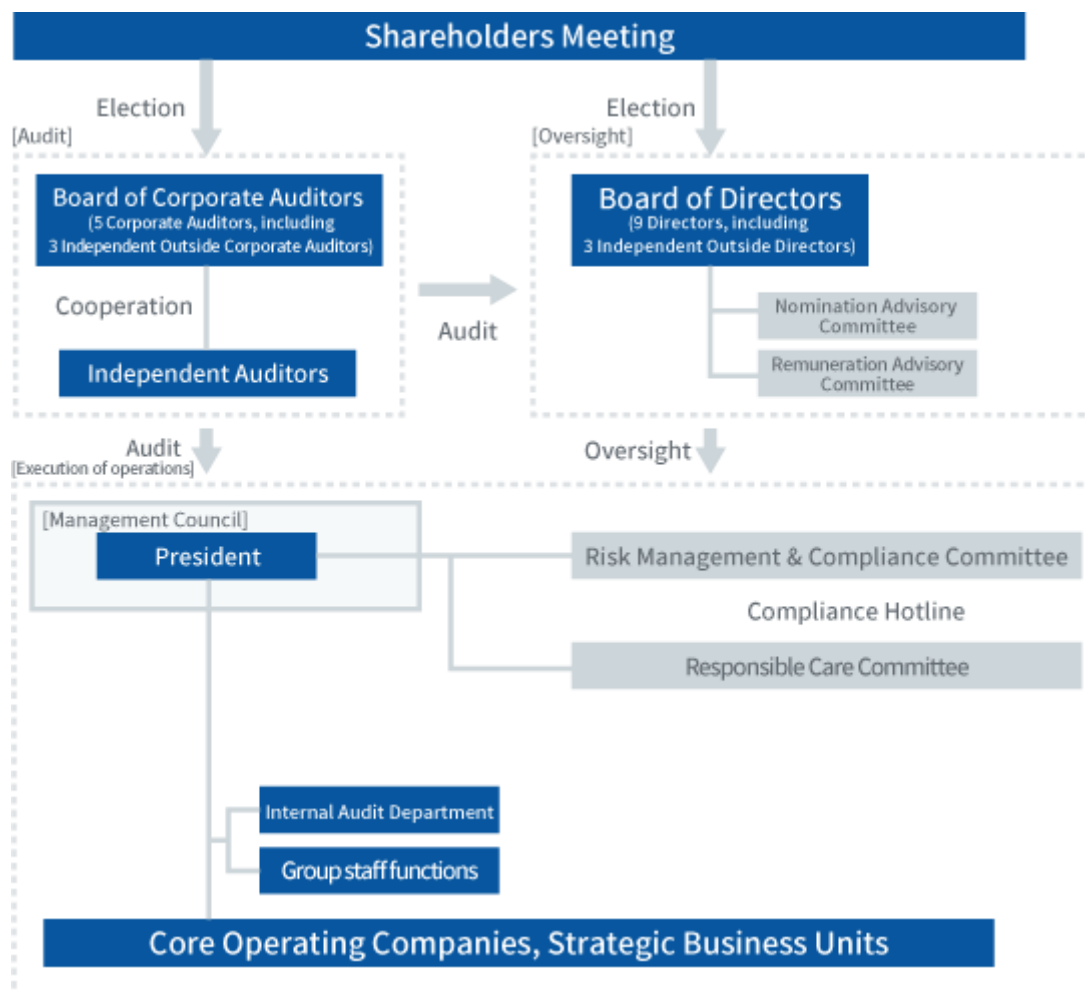 Shareholders Meeting
Election
Election
[Audit]
[Oversight]
Board of Corporate Auditors
(5 Corporate Auditors, including
3 Independent Outside Corporate Auditors)
Board of Directors
(9 Directors, including
3 Independent Outside Directors)
Cooperation
Audit
Nomination Advisory
Committee
Independent Auditors
Remuneration Advisory
Committee
Audit
Oversight
[Execution of operations]
[Management Council]
President
Risk Management & Compliance Committee
Compliance Hotline
Responsible Care Committee
Internal Audit Department
Group staff functions
Core Operating Companies, Strategic Business Units